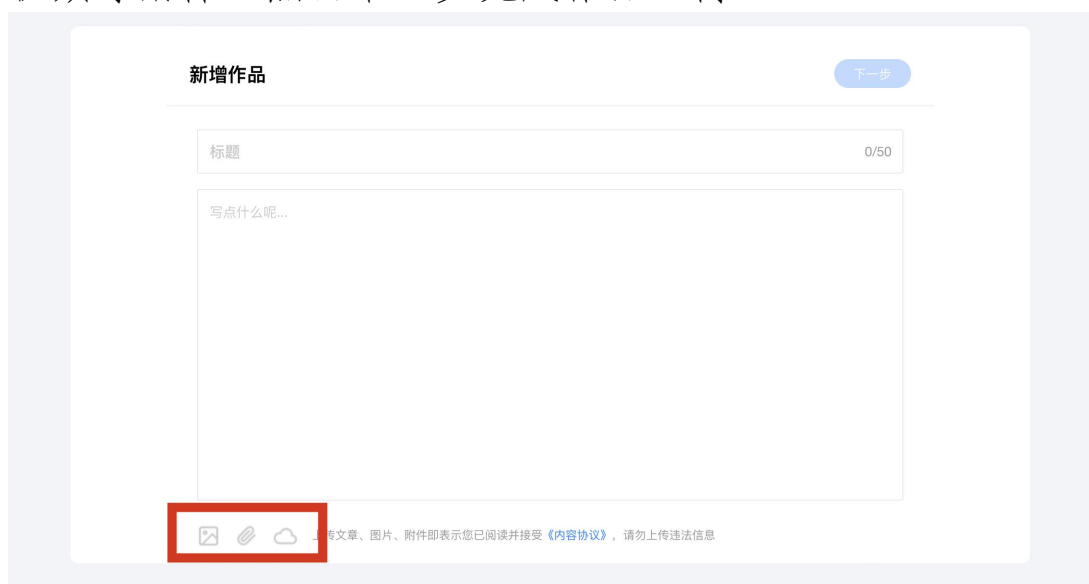 新增作品
下一步
标题
0/50
写点什么呢...
传文章、图片、附件即表示您已阅读并接受《内容协议》，请勿上传违法信息